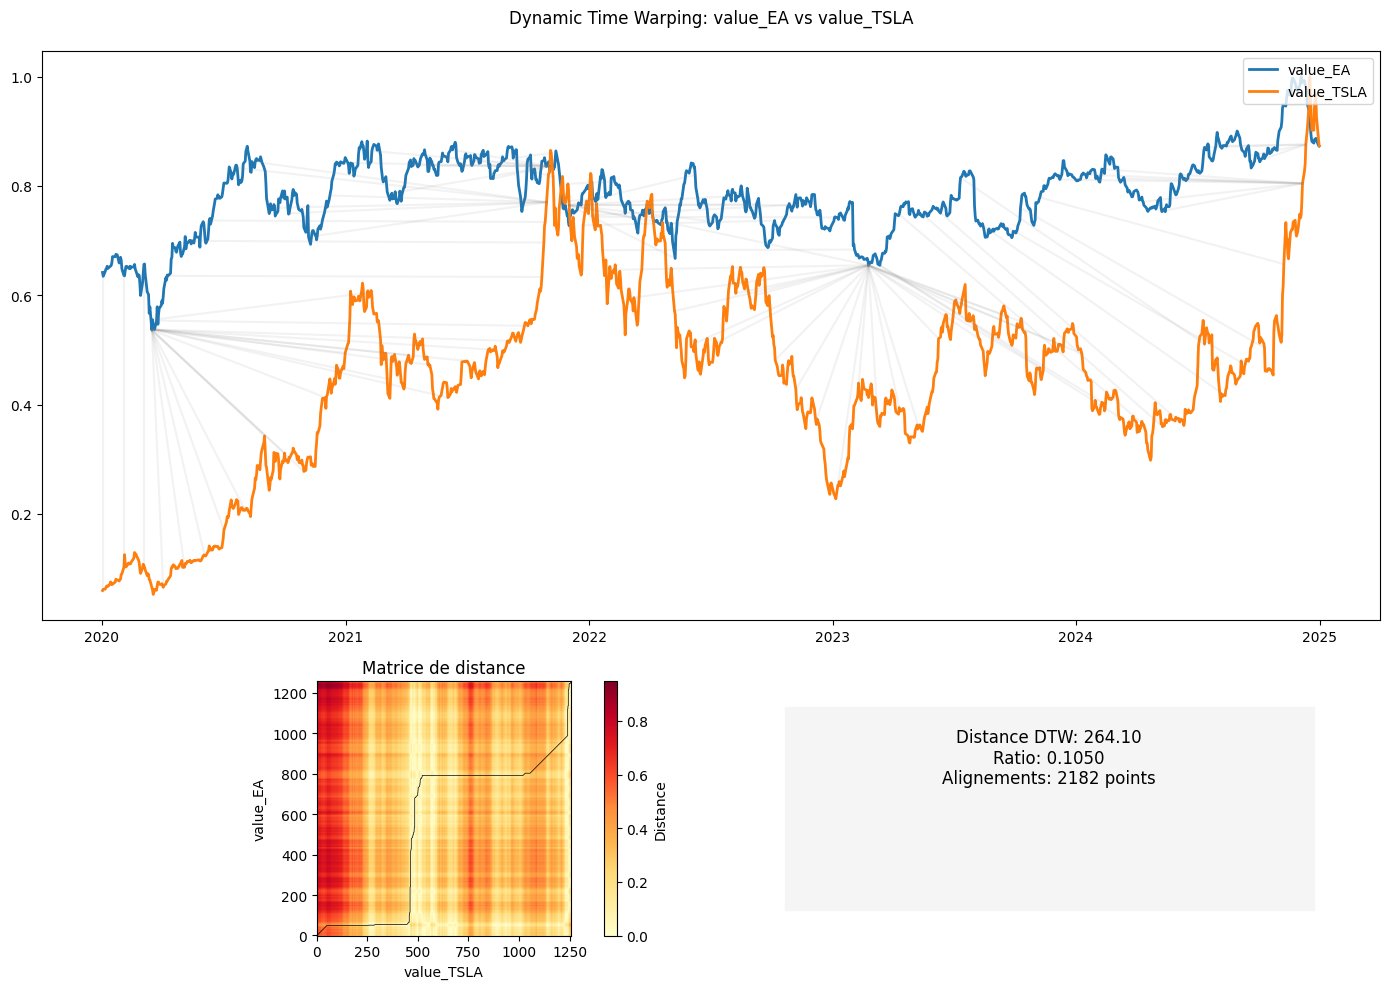 Dynamic Time Warping: value_EA vs value_TSLA
value_EA
value_TSLA
1.0
0.8
0.6
0.4
0.2
2020 2021 2022 2023 2024 2025
Matrice de distance
1200
1000
800
600
400
200
0
value_EA
0 250 500 750 1000 1250
value_TSLA
0.8
0.6
0.4
0.2
0.0
Distance
Distance DTW: 264.10
Ratio: 0.1050
Alignements: 2182 points